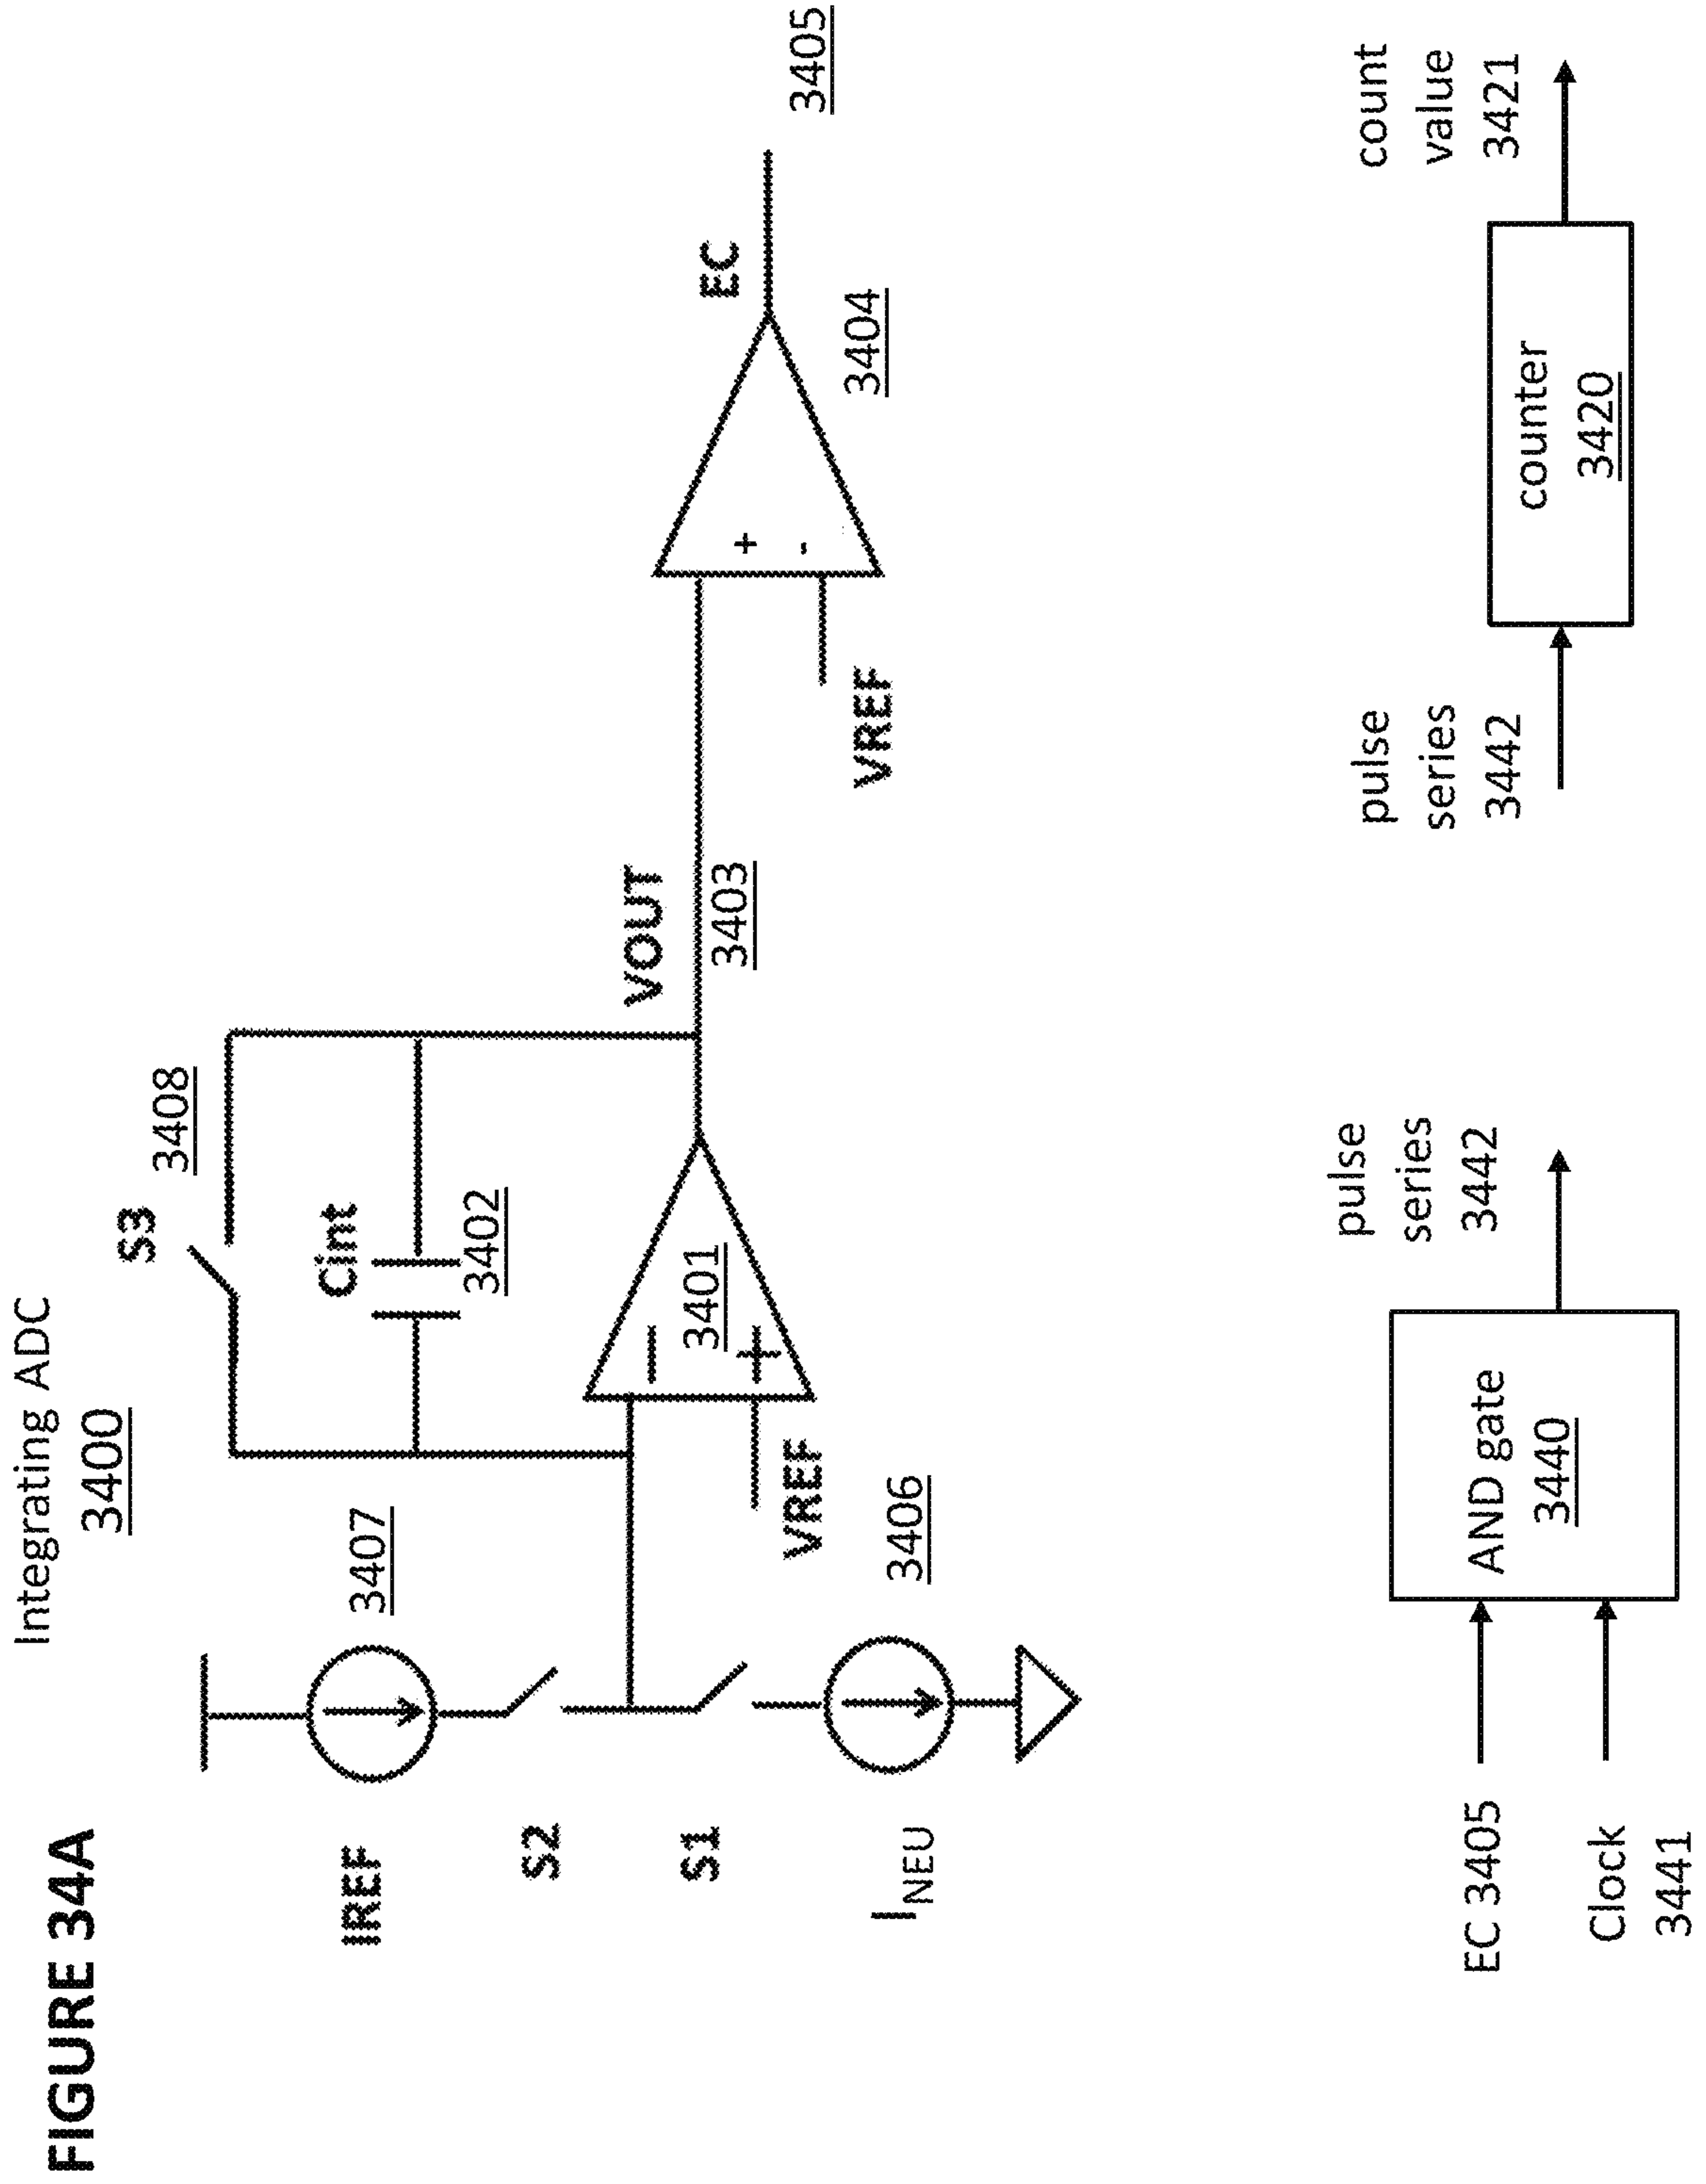 FIGURE 34A
Integrating ADC
3400
S3
3408
IREF
3407
Cint
3402
S2
S1
3401
VREF
I NEU
3406
VOUT
3403
VREF
EC
3404
3405
EC 3405
Clock
3441
AND gate
3440
pulse
series
3442
pulse
series
3442
counter
3420
count
value
3421
+
-